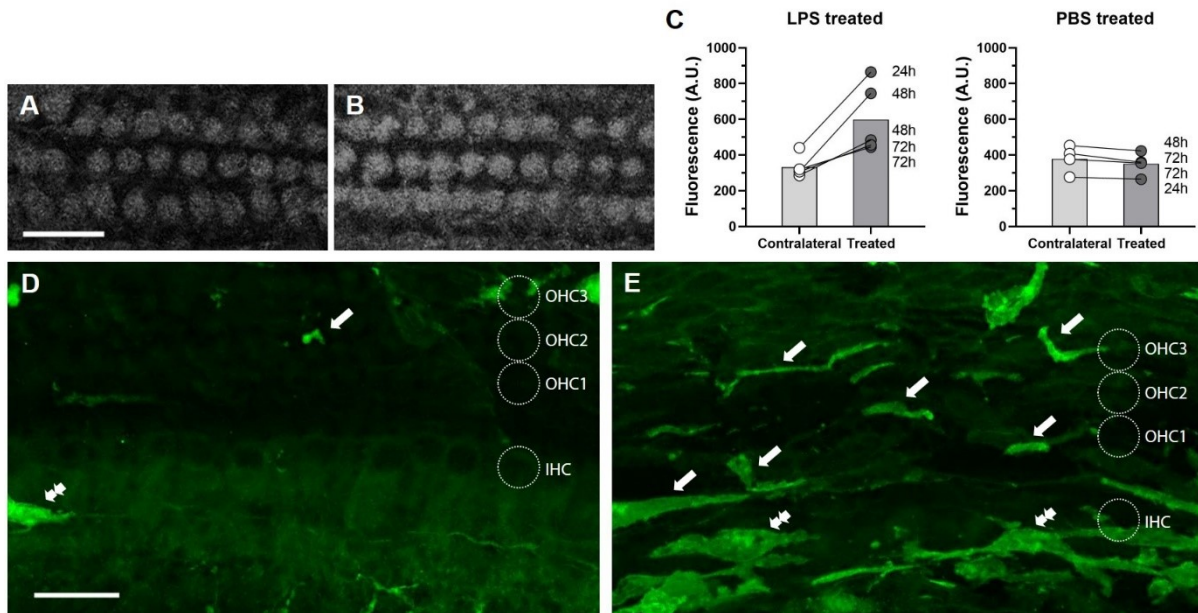 C
LPS treated
PBS treated
Fluorescence (A.U.)
1000
800
600
400
200
0
24h
48h
48h
72h
72h
Contralateral Treated
Fluorescence (A.U.)
1000
800
600
400
200
0
48h
72h
72h
24h
Contralateral Treated
A
B
D
OHC3
OHC2
OHC1
IHC
E
OHC3
OHC2
OHC1
IHC